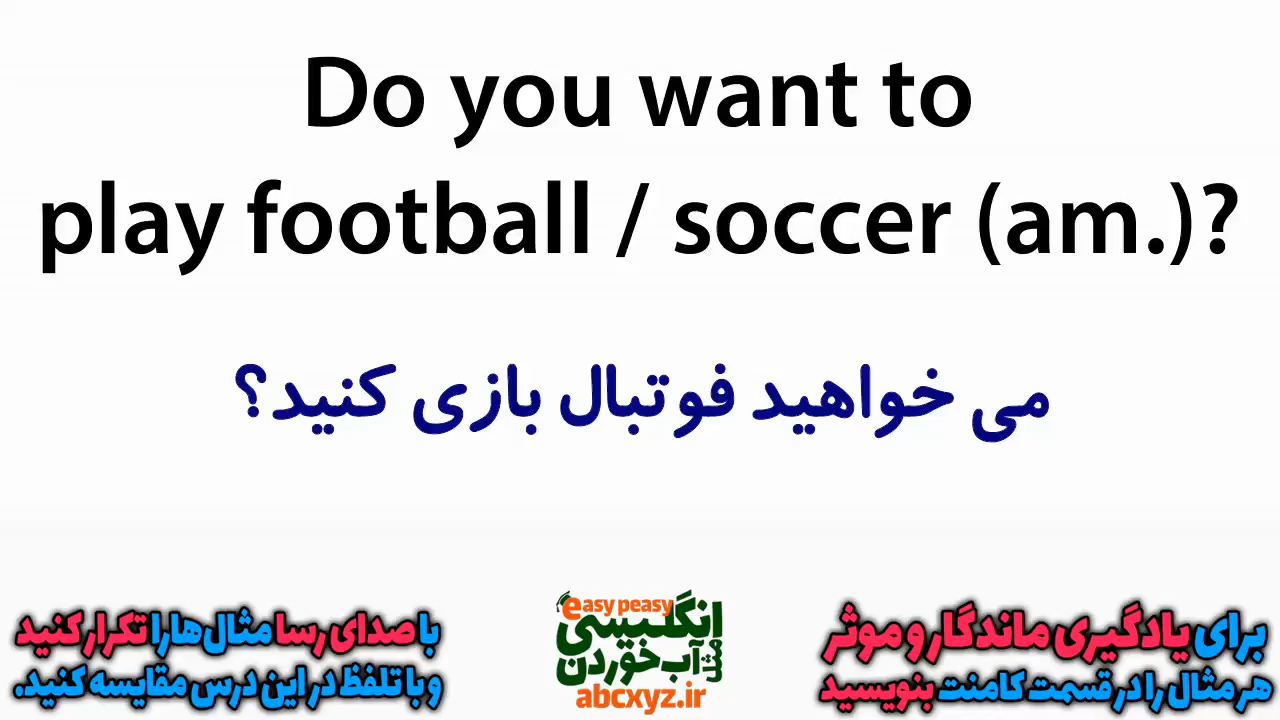 Do you want to
play football / soccer (am.)?
می خواهید فوتبال بازی کنید؟
برای یادگیری ماندگار و موثر
هر مثال را در قسمت کامنت بنویسید
easy peasy
انگلیسی
مثل آب خوردن
abcxyz.ir
با صدای رسا مثال‌ها را تکرار کنید
و با تلفظ در این درس مقایسه کنید.